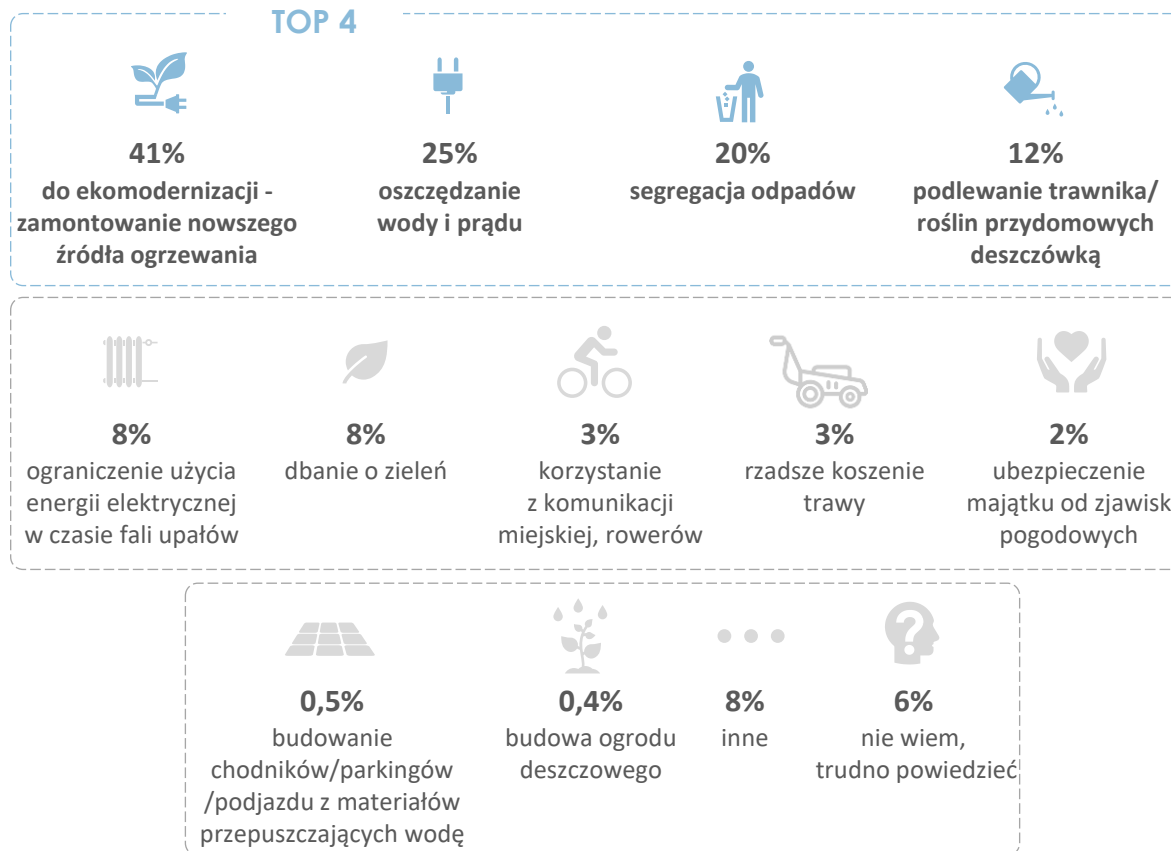 TOP 4
41%
do ekomodernizacji -
zamontowanie nowszego
źródła ogrzewania
25%
oszczędzanie
wody i prądu
20%
segregacja odpadów
12%
podlewanie trawnika/
roślin przydomowych
deszczówką
8%
ograniczenie użycia
energii elektrycznej
w czasie fali upałów
8%
dbanie o zieleń
3%
korzystanie
z komunikacji
miejskiej, rowerów
3%
rzadsze koszenie
trawy
2%
ubezpieczenie
majątku od zjawisk
pogodowych
0,5%
budowanie
chodników/parkingów
/podjazdu z materiałów
przepuszczających wodę
0,4%
budowa ogrodu
deszczowego
8%
inne
6%
nie wiem,
trudno powiedzieć